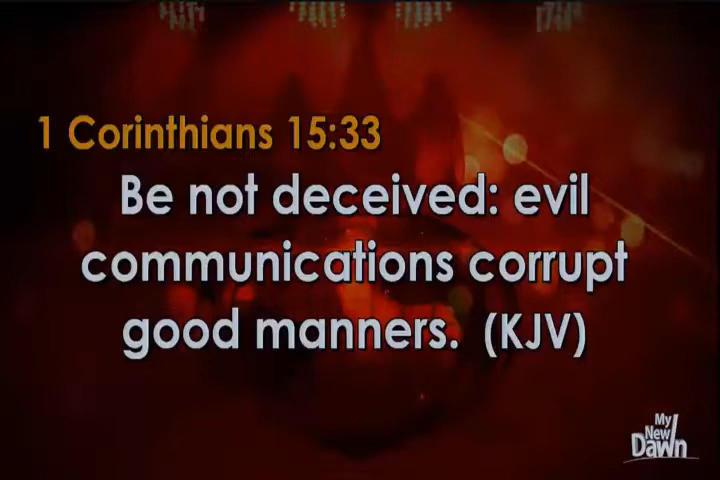 1 Corinthians 15:33
Be not deceived: evil
communications corrupt
good manners. (KJV)
My
New
Dawn